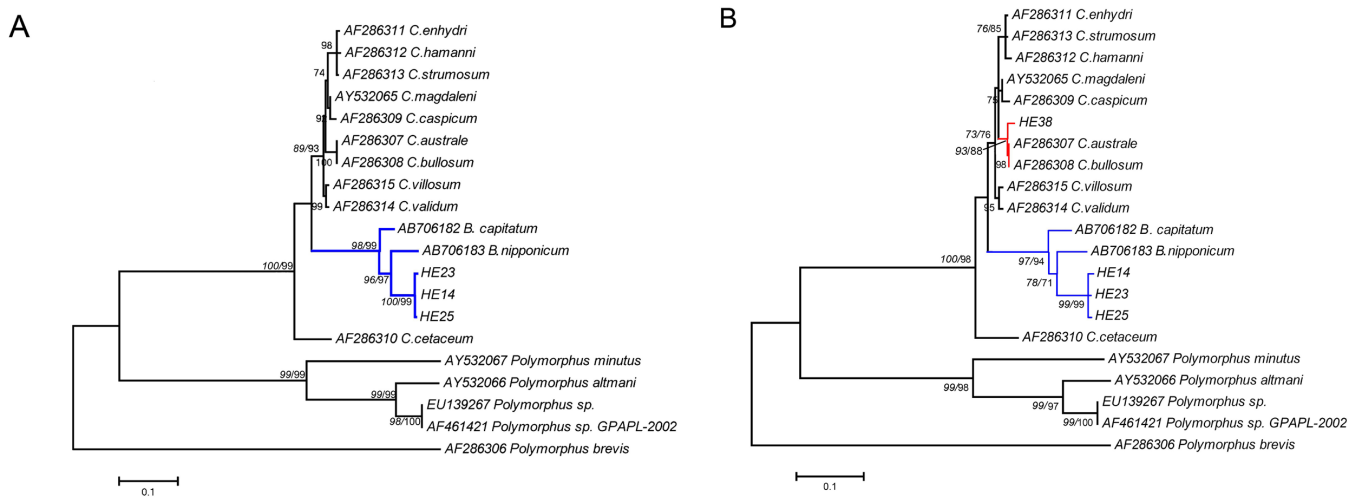 A
98
AF286311 C.enhydri
AF286312 C.hamanni
74
AF286313 C.strumosum
AY532065 C.magdaleni
AF286309 C.caspicum
AF286307 C.australe
89/93
100
AF286308 C.bullosum
AF286315 C.villosum
99
AF286314 C.validum
AB706182 B. capitatum
98/99
AB706183 B.nipponicum
100/99
96/97
HE23
HE14
100/99
HE25
AF286310 C.cetaceum
AY532067 Polymorphus minutus
99/99
AY532066 Polymorphus altmani
99/99
EU139267 Polymorphus sp.
98/100
AF461421 Polymorphus sp. GPAPL-2002
AF286306 Polymorphus brevis
0.1
B
AF286311 C.enhydri
76/85
AF286313 C.strumosum
AF286312 C.hamanni
AY532065 C.magdaleni
AF286309 C.caspicum
HE38
73/76
AF286307 C.australe
93/88
98
AF286308 C.bullosum
AF286315 C.villosum
95
AF286314 C.validum
AB706182 B. capitatum
AB706183 B.nipponicum
97/94
100/98
78/71
HE14
HE23
99/99
HE25
AF286310 C.cetaceum
AY532067 Polymorphus minutus
99/98
AY532066 Polymorphus altmani
99/97
EU139267 Polymorphus sp.
99/100
AF461421 Polymorphus sp. GPAPL-2002
AF286306 Polymorphus brevis
0.1